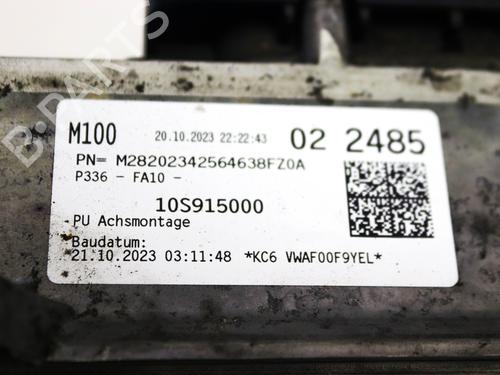 B-PARTS
M100 20.10.2023 22:22:43 02 2485
PN= M28202342564638FZ0A
P336 - FA10 -
10S915000
PU Achsmontage
Baudatum:
21.10.2023 03:11:48 *KC6 VWAF00F9YEL*